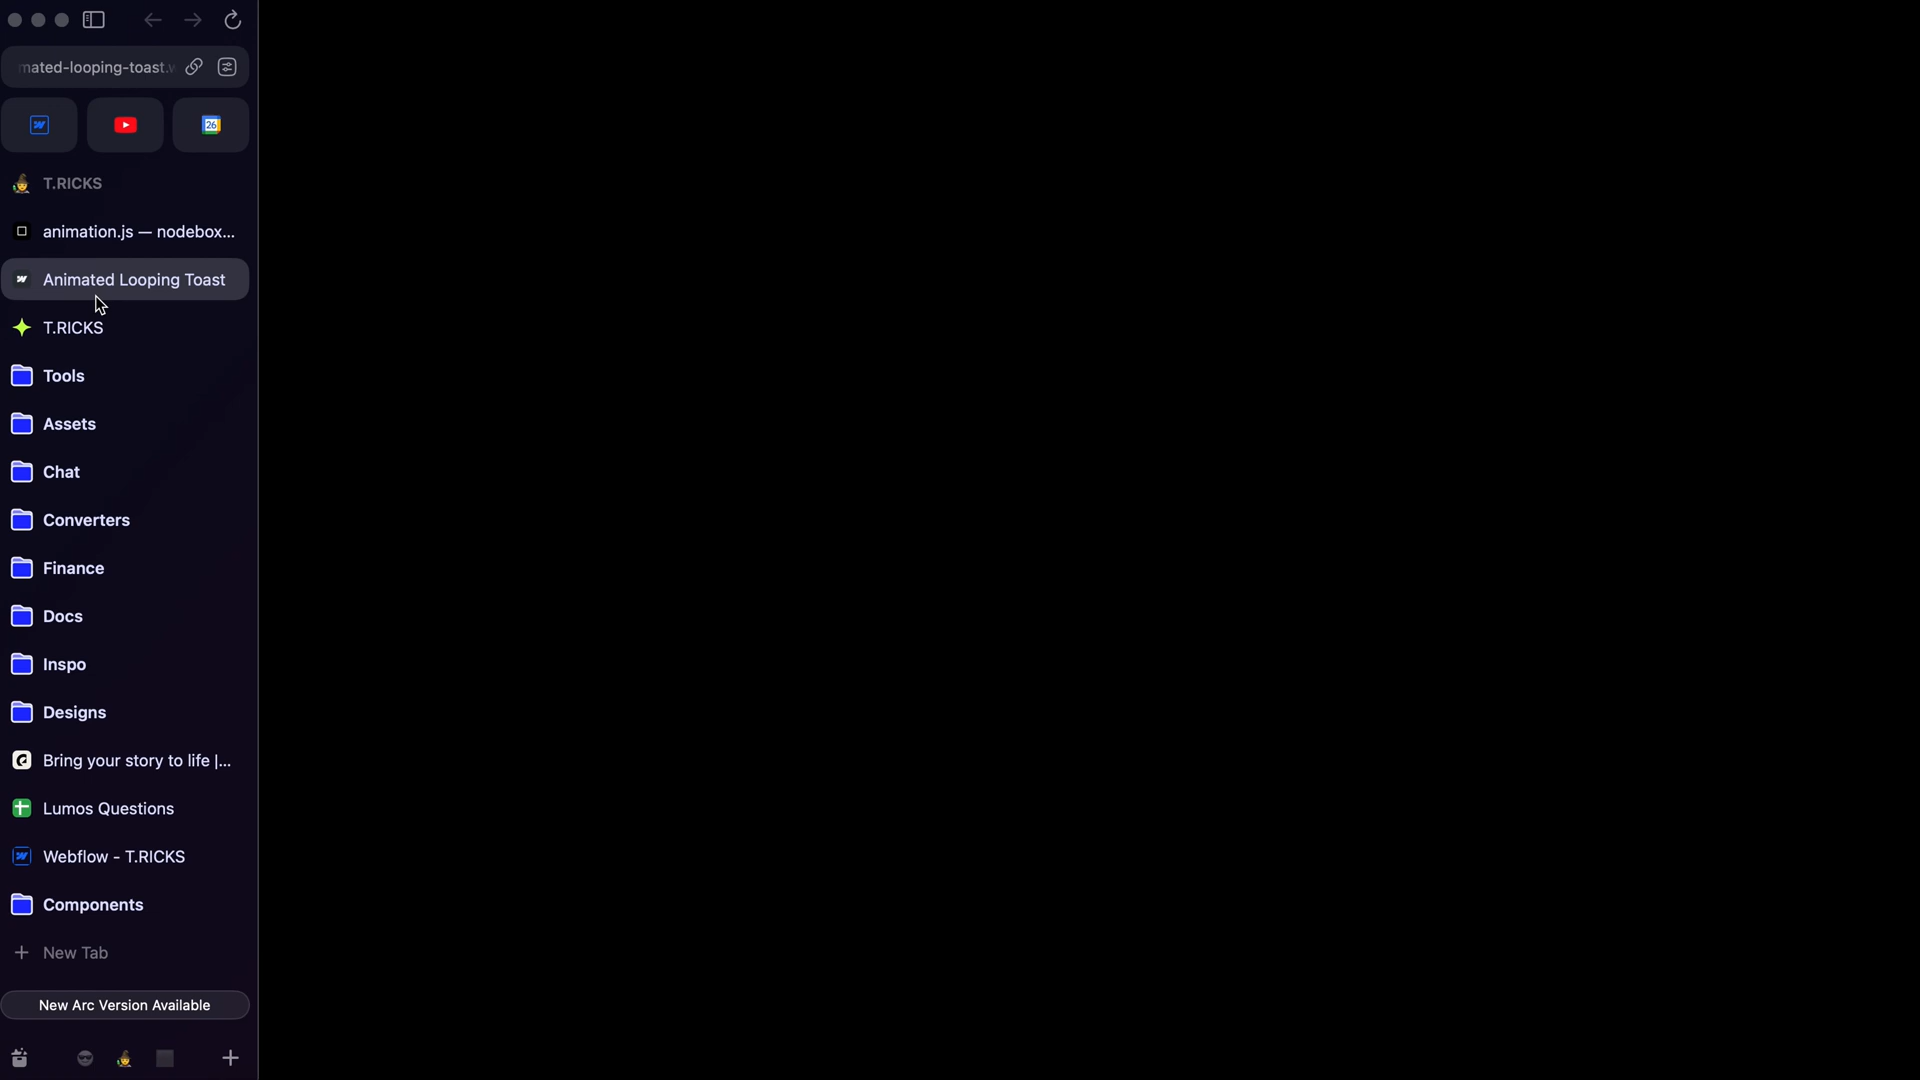 mated-looping-toast.w
26
T.RICKS
animation.js — nodebox...
Animated Looping Toast
T.RICKS
Tools
Assets
Chat
Converters
Finance
Docs
Inspo
Designs
Bring your story to life |...
Lumos Questions
Webflow - T.RICKS
Components
New Tab
New Arc Version Available